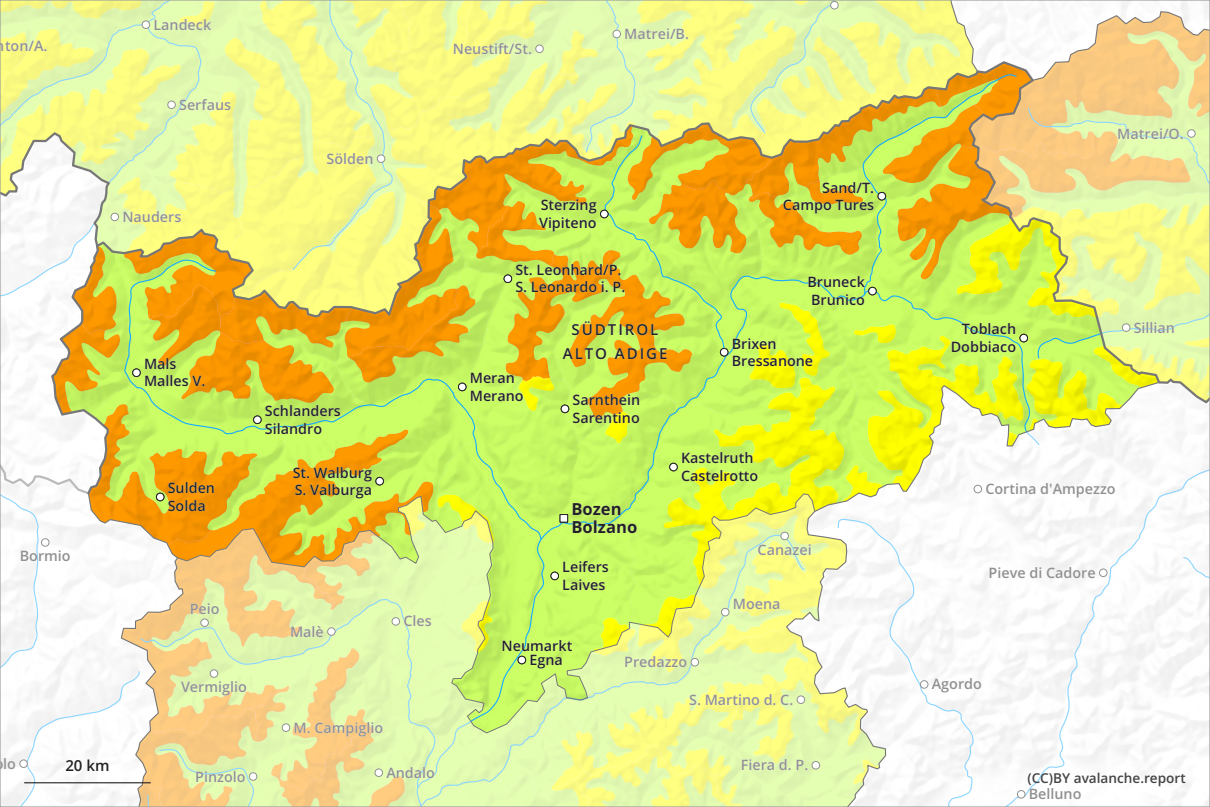 Landeck
Matrei/B.
nton/A.
Neustift/St.
Serfaus
Matrei/O.
Sölden
Sand/T.
Campo Tures
Sterzing
Vipiteno
Nauders
St. Leonhard/P.
S. Leonardo i. P.
Bruneck
Brunico
SÜDTIROL
ALTO ADIGE
Toblach
Dobbiaco
Sillian
Brixen
Bressanone
Mals
Malles V.
Meran
Merano
Sarnthein
Sarentino
Schlanders
Silandro
Kastelruth
Castelrotto
St. Walburg
S. Valburga
Sulden
Solda
Cortina d'Ampezzo
Bozen
Bolzano
Bormio
Canazei
Leifers
Laives
Pieve di Cadore
Peio
Moena
Malè
Cles
Neumarkt
Egna
Predazzo
Vermiglio
Agordo
S. Martino d. C.
M. Campiglio
20 km
olo
Pinzolo
Andalo
Fiera d. P.
(CC)BY avalanche.report
Belluno